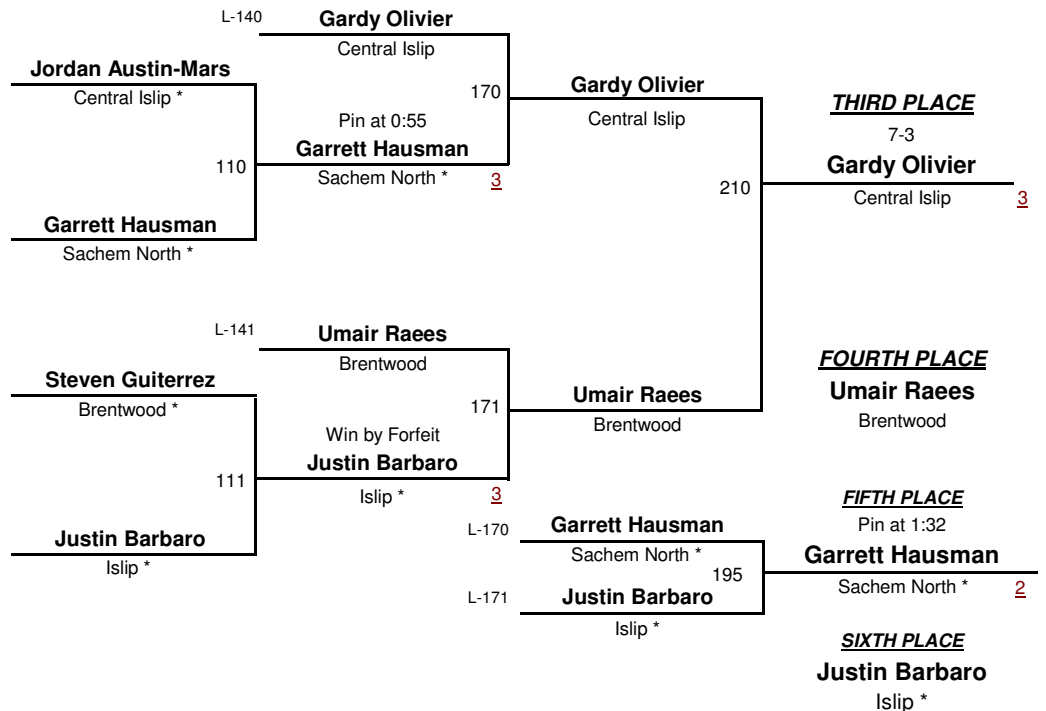 L-140
Gardy Olivier
Central Islip
Jordan Austin-Mars
Central Islip *
170
Gardy Olivier
Central Islip
THIRD PLACE
7-3
Gardy Olivier
Central Islip
3
Pin at 0:55
Garrett Hausman
Sachem North *
3
110
210
Garrett Hausman
Sachem North *
L-141
Umair Raees
Brentwood
Steven Guiterrez
Brentwood *
171
Umair Raees
Brentwood
FOURTH PLACE
Umair Raees
Brentwood
Win by Forfeit
Justin Barbaro
Islip *
3
111
Justin Barbaro
Islip *
L-170
Garrett Hausman
Sachem North *
195
L-171
Justin Barbaro
Islip *
FIFTH PLACE
Pin at 1:32
Garrett Hausman
Sachem North *
2
SIXTH PLACE
Justin Barbaro
Islip *